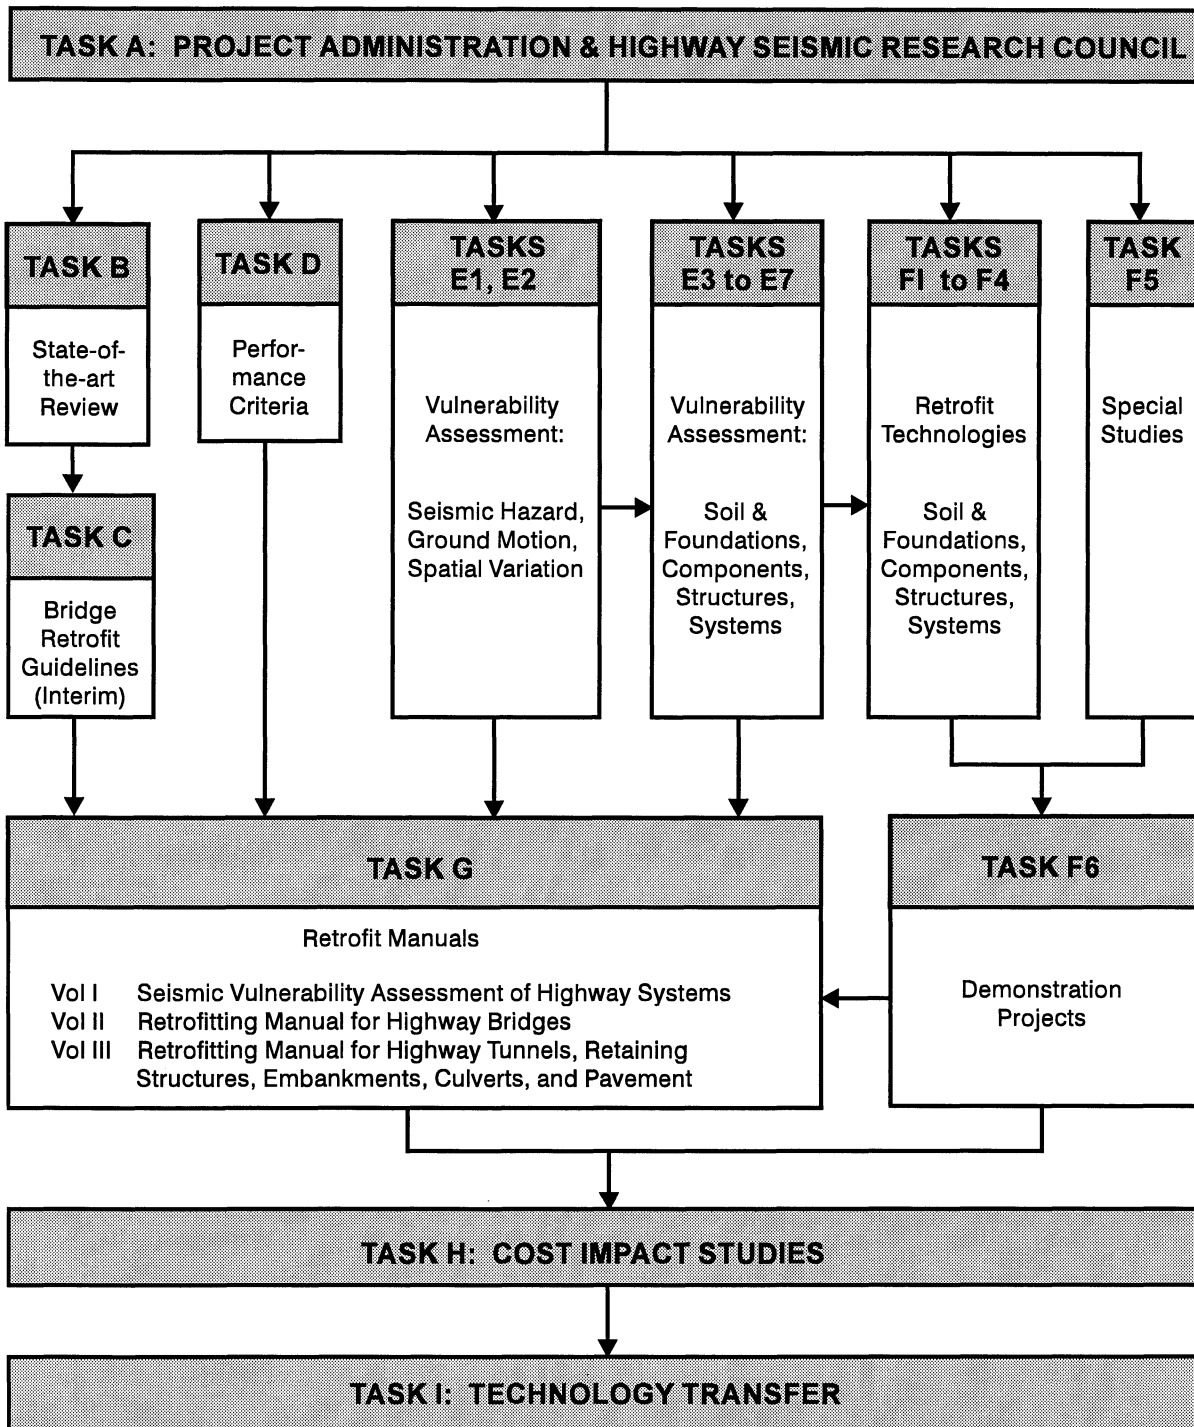 TASK A: PROJECT ADMINISTRATION & HIGHWAY SEISMIC RESEARCH COUNCIL
TASK B
State-of-
the-art
Review
TASK C
Bridge
Retrofit
Guidelines
(Interim)
TASK D
Perfor-
mance
Criteria
TASKS
E1, E2
Vulnerability
Assessment:
Seismic Hazard,
Ground Motion,
Spatial Variation
TASKS
E3 to E7
Vulnerability
Assessment:
Soil &
Foundations,
Components,
Structures,
Systems
TASKS
FI to F4
Retrofit
Technologies
Soil &
Foundations,
Components,
Structures,
Systems
TASK
F5
Special
Studies
TASK G
Retrofit Manuals
Vol I Seismic Vulnerability Assessment of Highway Systems
Vol II Retrofitting Manual for Highway Bridges
Vol III Retrofitting Manual for Highway Tunnels, Retaining
Structures, Embankments, Culverts, and Pavement
TASK F6
Demonstration
Projects
TASK H: COST IMPACT STUDIES
TASK I: TECHNOLOGY TRANSFER